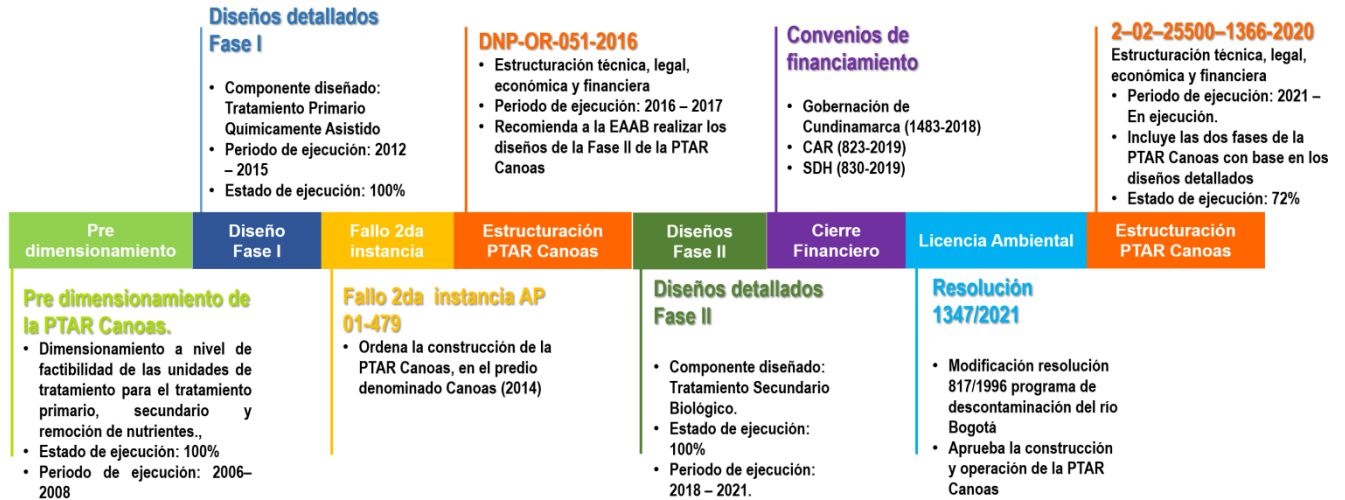 Diseños detallados
Fase I
• Componente diseñado:
Tratamiento Primario
Químicamente Asistido
• Periodo de ejecución: 2012
– 2015
• Estado de ejecución: 100%
DNP-OR-051-2016
• Estructuración técnica, legal,
económica y financiera
• Periodo de ejecución: 2016 – 2017
• Recomienda a la EAAB realizar los
diseños de la Fase II de la PTAR
Canoas
Convenios de
financiamiento
• Gobernación de
Cundinamarca (1483-2018)
• CAR (823-2019)
• SDH (830-2019)
2–02–25500–1366-2020
Estructuración técnica, legal,
económica y financiera
• Periodo de ejecución: 2021 –
En ejecución.
• Incluye las dos fases de la
PTAR Canoas con base en los
diseños detallados
• Estado de ejecución: 72%
Pre
dimensionamiento
Diseño
Fase I
Fallo 2da
instancia
Estructuración
PTAR Canoas
Diseños
Fase II
Cierre
Financiero
Licencia Ambiental
Estructuración
PTAR Canoas
Pre dimensionamiento de
la PTAR Canoas.
• Dimensionamiento a nivel de
factibilidad de las unidades de
tratamiento para el tratamiento
primario, secundario y
remoción de nutrientes.,
• Estado de ejecución: 100%
• Periodo de ejecución: 2006–
2008
Fallo 2da instancia AP
01-479
• Ordena la construcción de la
PTAR Canoas, en el predio
denominado Canoas (2014)
Diseños detallados
Fase II
• Componente diseñado:
Tratamiento Secundario
Biológico.
• Estado de ejecución:
100%
• Periodo de ejecución:
2018 – 2021.
Resolución
1347/2021
• Modificación resolución
817/1996 programa de
descontaminación del río
Bogotá
• Aprueba la construcción
y operación de la PTAR
Canoas